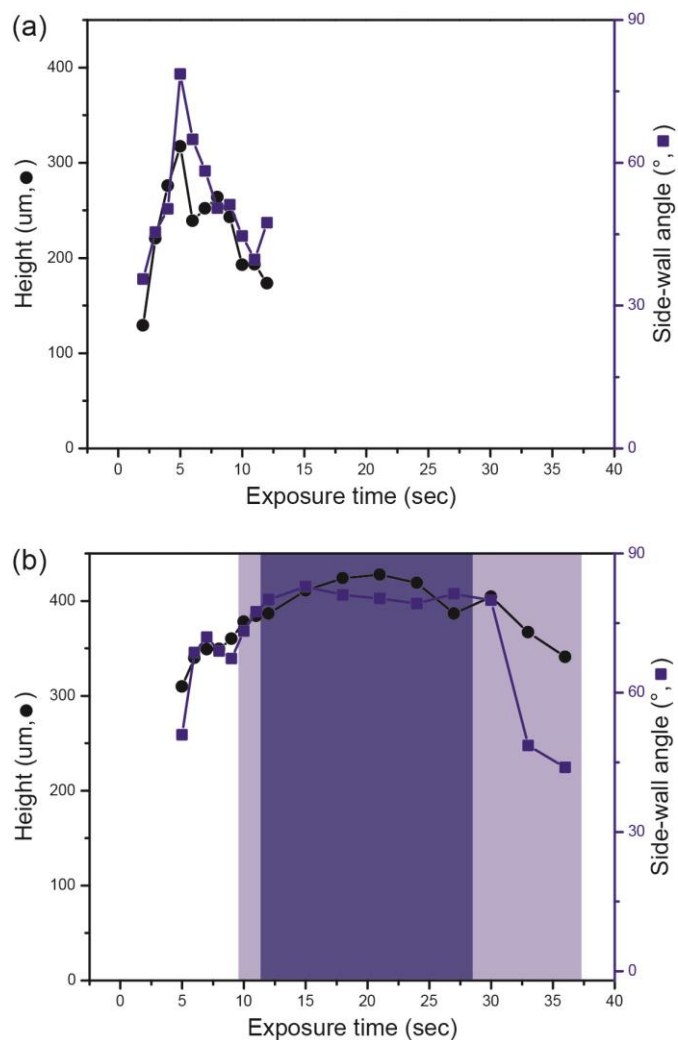 (a)
90
400
300
200
100
0
60
30
0
Height (um, ●)
Side-wall angle (°, ■)
0 5 10 15 20 25 30 35 40
Exposure time (sec)
(b)
90
400
300
200
100
0
60
30
0
Height (um, ●)
Side-wall angle (°, ■)
0 5 10 15 20 25 30 35 40
Exposure time (sec)